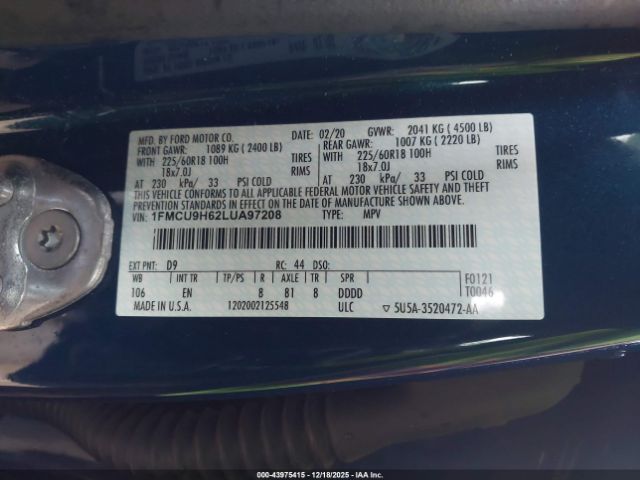 MFD. BY FORD MOTOR CO. DATE: 02/20 GVWR: 2041 KG ( 4500 LB)
FRONT GAWR: 1089 KG ( 2400 LB) REAR GAWR: 1007 KG ( 2220 LB)
WITH 225/60R18 100H TIRES WITH 225/60R18 100H TIRES
18x7.0J RIMS 18x7.0J RIMS
AT 230 kPa/ 33 PSI COLD AT 230 kPa/ 33 PSI COLD
THIS VEHICLE CONFORMS TO ALL APPLICABLE FEDERAL MOTOR VEHICLE SAFETY AND THEFT
PREVENTION STANDARDS IN EFFECT ON THE DATE OF MANUFACTURE SHOWN ABOVE.
VIN: 1FMCU9H62LUA97208 TYPE: MPV
EXT PNT: D9 RC: 44 DSO: F0121
WB INT TR TP/PS R AXLE TR SPR T0046
106 EN 8 81 8 DDDD
MADE IN U.S.A. 1202002125548 ULC ▽ 5U5A-3520472-AA
000-43975415 - 12/18/2025 - IAAI.COM